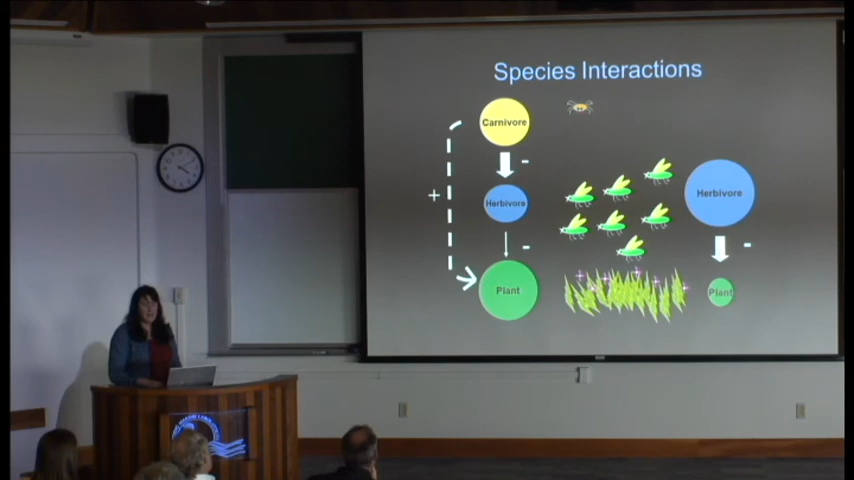 Species Interactions
Carnivore
-
+
Herbivore
Herbivore
-
-
Plant
Plant